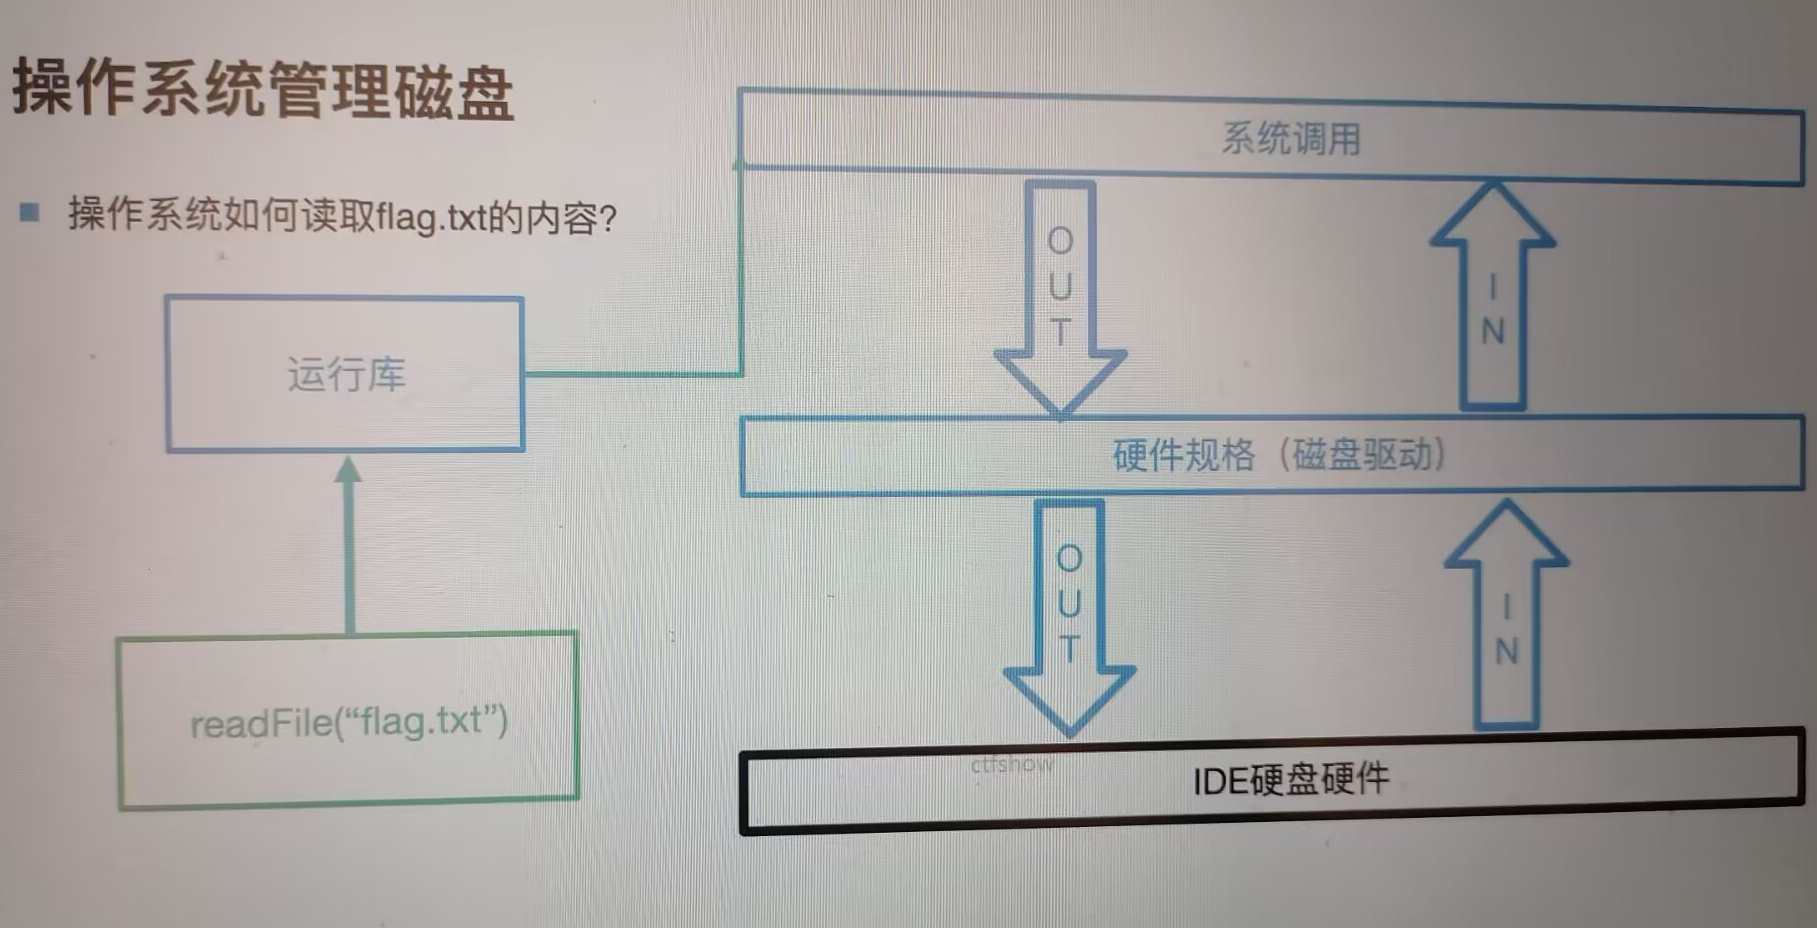 操作系统管理磁盘
操作系统如何读取flag.txt的内容?
系统调用
OUT
IN
运行库
硬件规格（磁盘驱动）
OUT
IN
readFile(“flag.txt”)
ctfshow
IDE硬盘硬件